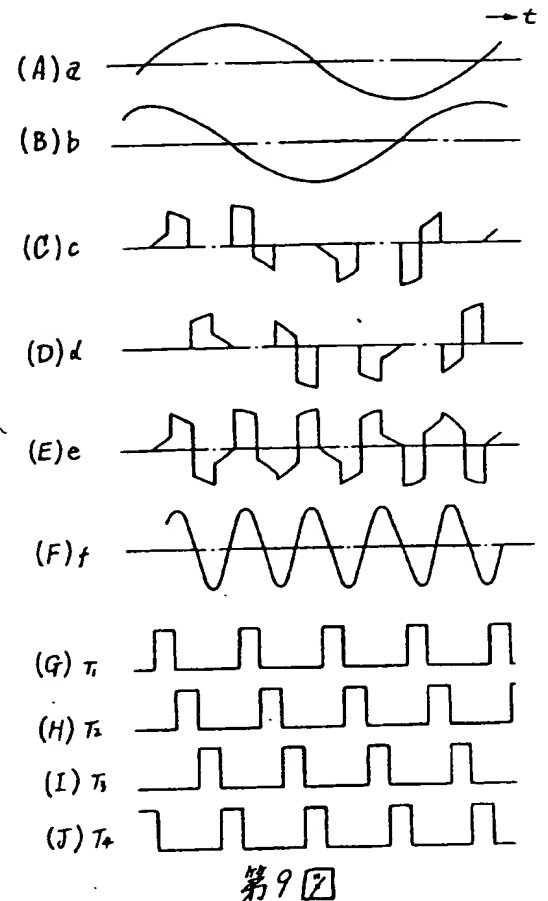 → t
(A) a
(B) b
(C) c
(D) d
(E) e
(F) f
(G) T₁
(H) T₂
(I) T₃
(J) T₄
第9図